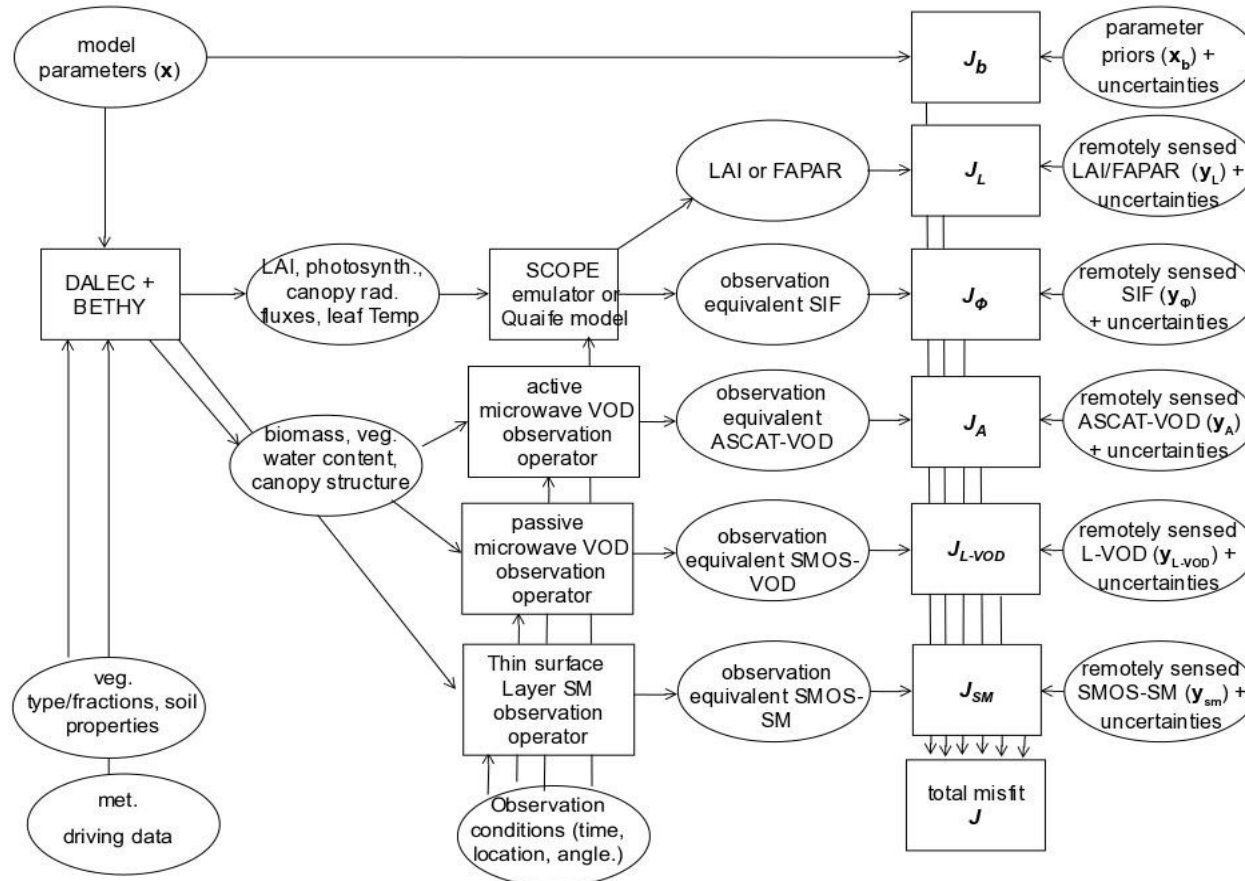 model
parameters (x)
J_b
parameter
priors (x_b) +
uncertainties
LAI or FAPAR
J_L
remotely sensed
LAI/FAPAR (y_L) +
uncertainties
DALEC +
BETHY
LAI, photosynth.,
canopy rad.
fluxes, leaf Temp
SCOPE
emulator or
Quaife model
observation
equivalent SIF
J_Φ
remotely sensed
SIF (y_Φ)
+ uncertainties
biomass, veg.
water content,
canopy structure
active
microwave VOD
observation
operator
observation
equivalent
ASCAT-VOD
J_A
remotely sensed
ASCAT-VOD (y_A)
+ uncertainties
passive
microwave VOD
observation
operator
observation
equivalent SMOS-
VOD
J_L-VOD
remotely sensed
L-VOD (y_L-VOD) +
uncertainties
veg.
type/fractions, soil
properties
Thin surface
Layer SM
observation
operator
observation
equivalent SMOS-
SM
J_SM
remotely sensed
SMOS-SM (y_sm) +
uncertainties
met.
driving data
Observation
conditions (time,
location, angle.)
total misfit
J